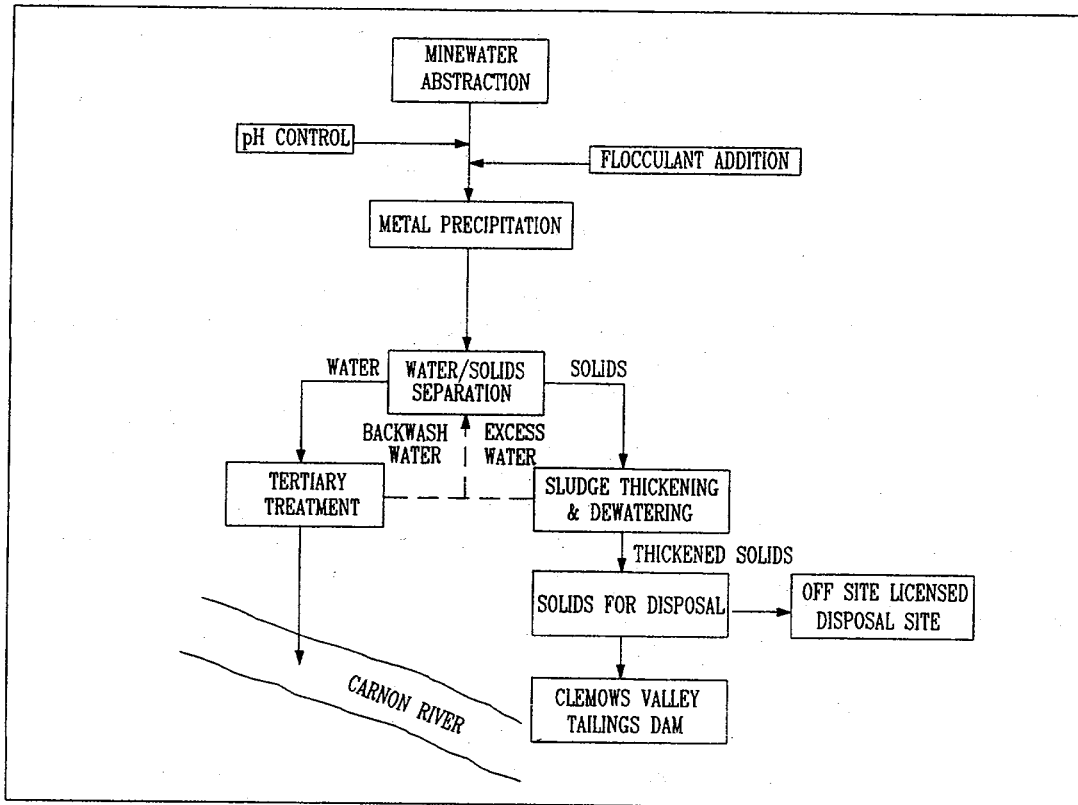 MINEWATER
ABSTRACTION
pH CONTROL
FLOCCULANT ADDITION
METAL PRECIPITATION
WATER
WATER/SOLIDS
SEPARATION
SOLIDS
BACKWASH
WATER
EXCESS
WATER
TERTIARY
TREATMENT
SLUDGE THICKENING
& DEWATERING
THICKENED SOLIDS
SOLIDS FOR DISPOSAL
OFF SITE LICENSED
DISPOSAL SITE
CARNON RIVER
CLEMOWS VALLEY
TAILINGS DAM